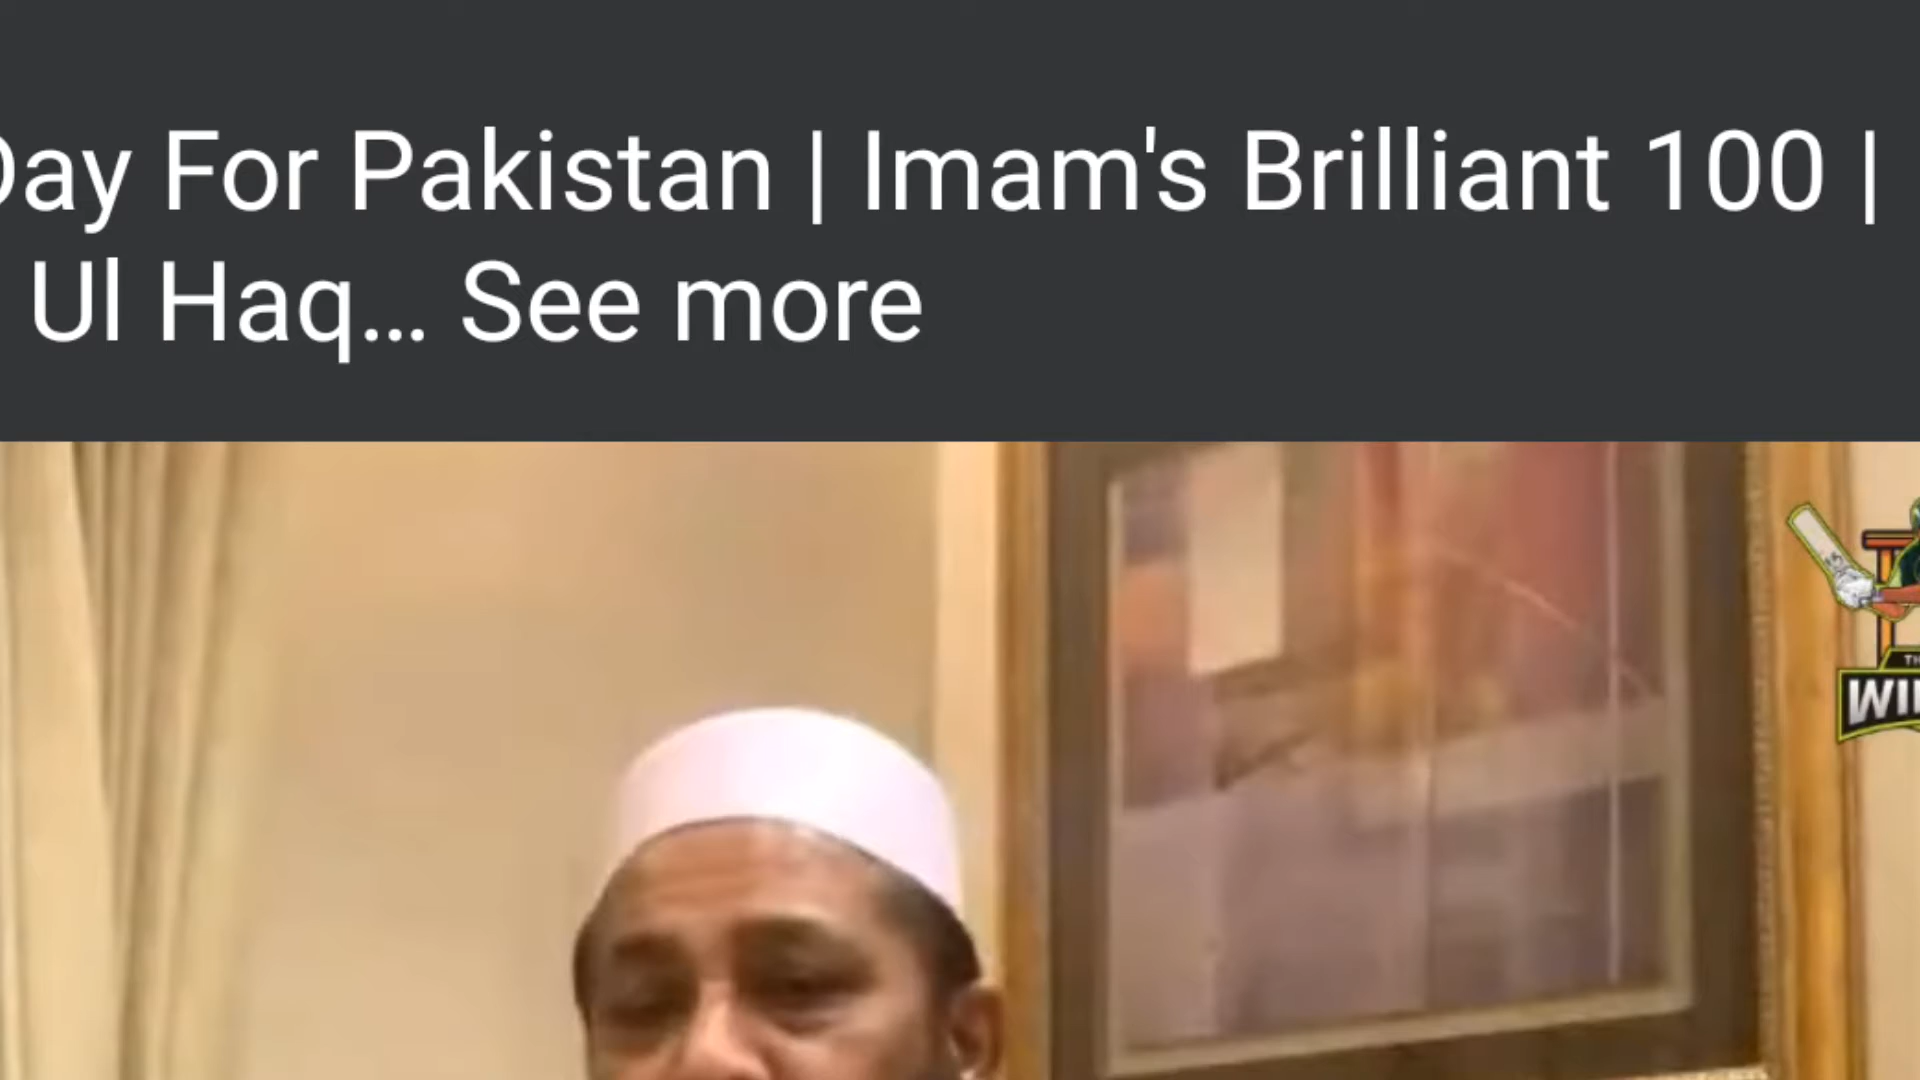 Day For Pakistan | Imam's Brilliant 100 |
Ul Haq... See more